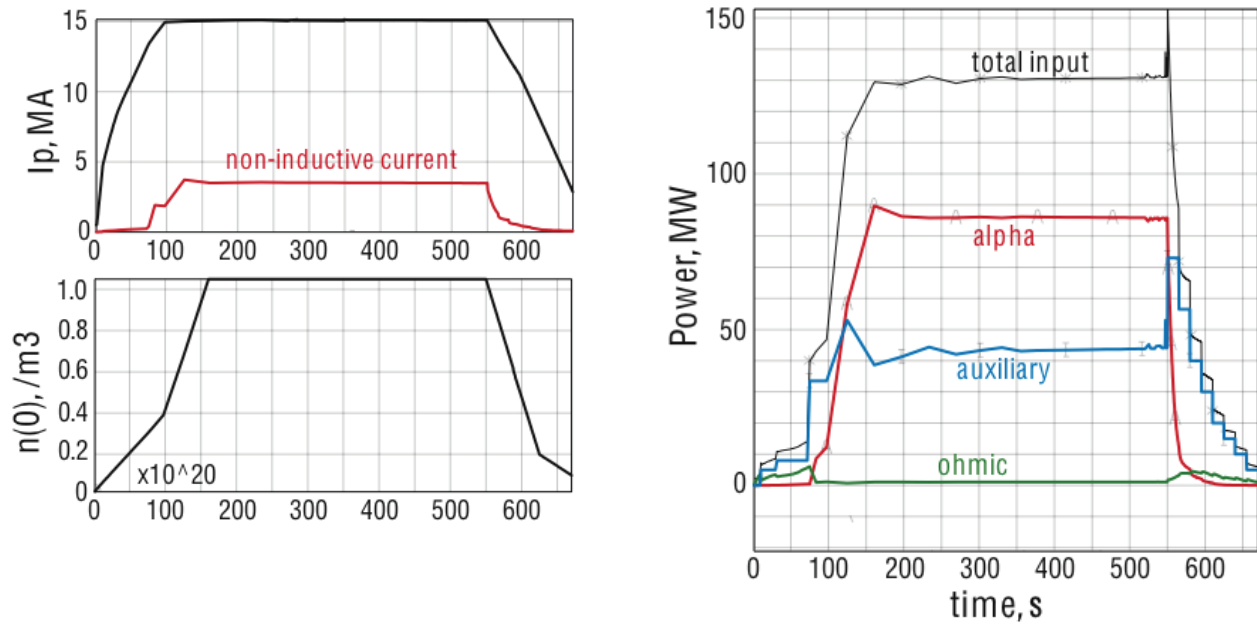 15
10
5
0
Ip, MA
non-inductive current
0 100 200 300 400 500 600
1.0
0.8
0.6
0.4
0.2
0
n(0), /m3
x10^20
0 100 200 300 400 500 600
150
100
50
0
Power, MW
total input
alpha
auxiliary
ohmic
0 100 200 300 400 500 600
time, s